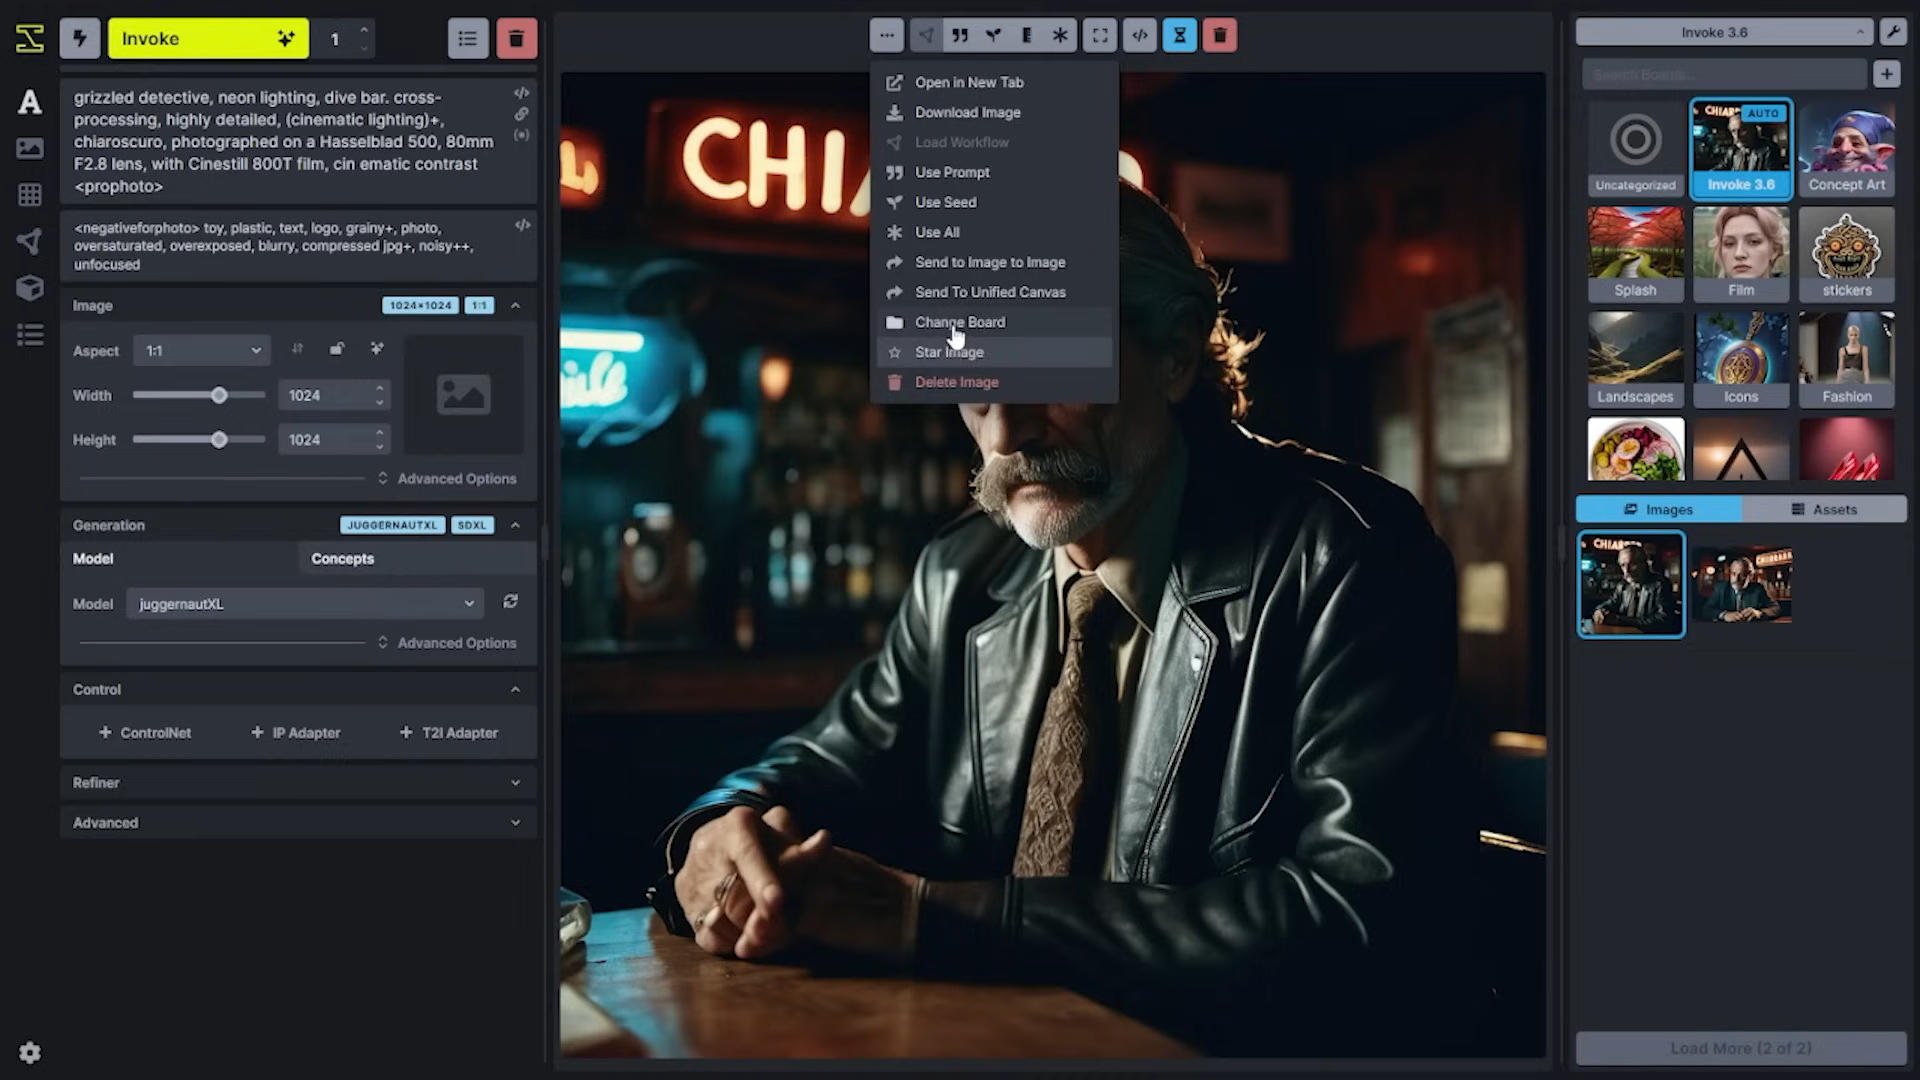 Invoke
1
grizzled detective, neon lighting, dive bar. cross-
processing, highly detailed, (cinematic lighting)+,
chiaroscuro, photographed on a Hasselblad 500, 80mm
F2.8 lens, with Cinestill 800T film, cin ematic contrast
<prophoto>
<negativeforphoto> toy, plastic, text, logo, grainy+, photo,
oversaturated, overexposed, blurry, compressed jpg+, noisy++,
unfocused
Image
1024×1024
1:1
Aspect
1:1
Width
1024
Height
1024
Advanced Options
Generation
JUGGERNAUTXL
SDXL
Model
Concepts
Model
juggernautXL
Advanced Options
Control
+ ControlNet
+ IP Adapter
+ T2I Adapter
Refiner
Advanced
Open in New Tab
Download Image
Load Workflow
Use Prompt
Use Seed
Use All
Send to Image to Image
Send To Unified Canvas
Change Board
Star Image
Delete Image
CHIA
Invoke 3.6
Search Boards...
Uncategorized
AUTO
Invoke 3.6
Concept Art
Splash
Film
stickers
Landscapes
Icons
Fashion
Images
Assets
Load More (2 of 2)